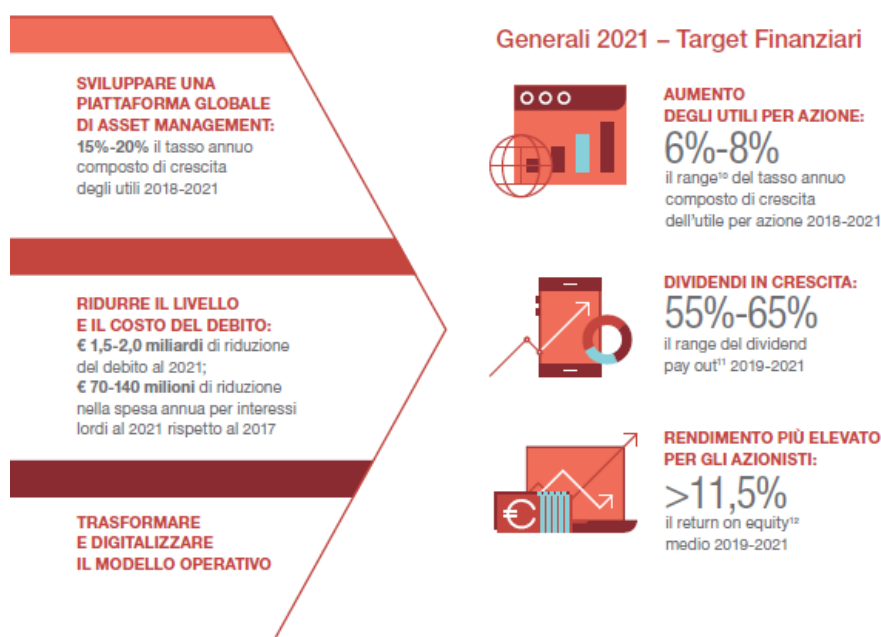 SVILUPPARE UNA
PIATTAFORMA GLOBALE
DI ASSET MANAGEMENT:
15%-20% il tasso annuo
composto di crescita
degli utili 2018-2021
RIDURRE IL LIVELLO
E IL COSTO DEL DEBITO:
€ 1,5-2,0 miliardi di riduzione
del debito al 2021;
€ 70-140 milioni di riduzione
nella spesa annua per interessi
lordi al 2021 rispetto al 2017
TRASFORMARE
E DIGITALIZZARE
IL MODELLO OPERATIVO
Generali 2021 – Target Finanziari
AUMENTO
DEGLI UTILI PER AZIONE:
6%-8%
il range¹⁰ del tasso annuo
composto di crescita
dell'utile per azione 2018-2021
DIVIDENDI IN CRESCITA:
55%-65%
il range del dividend
pay out¹¹ 2019-2021
RENDIMENTO PIÙ ELEVATO
PER GLI AZIONISTI:
>11,5%
il return on equity¹²
medio 2019-2021
€